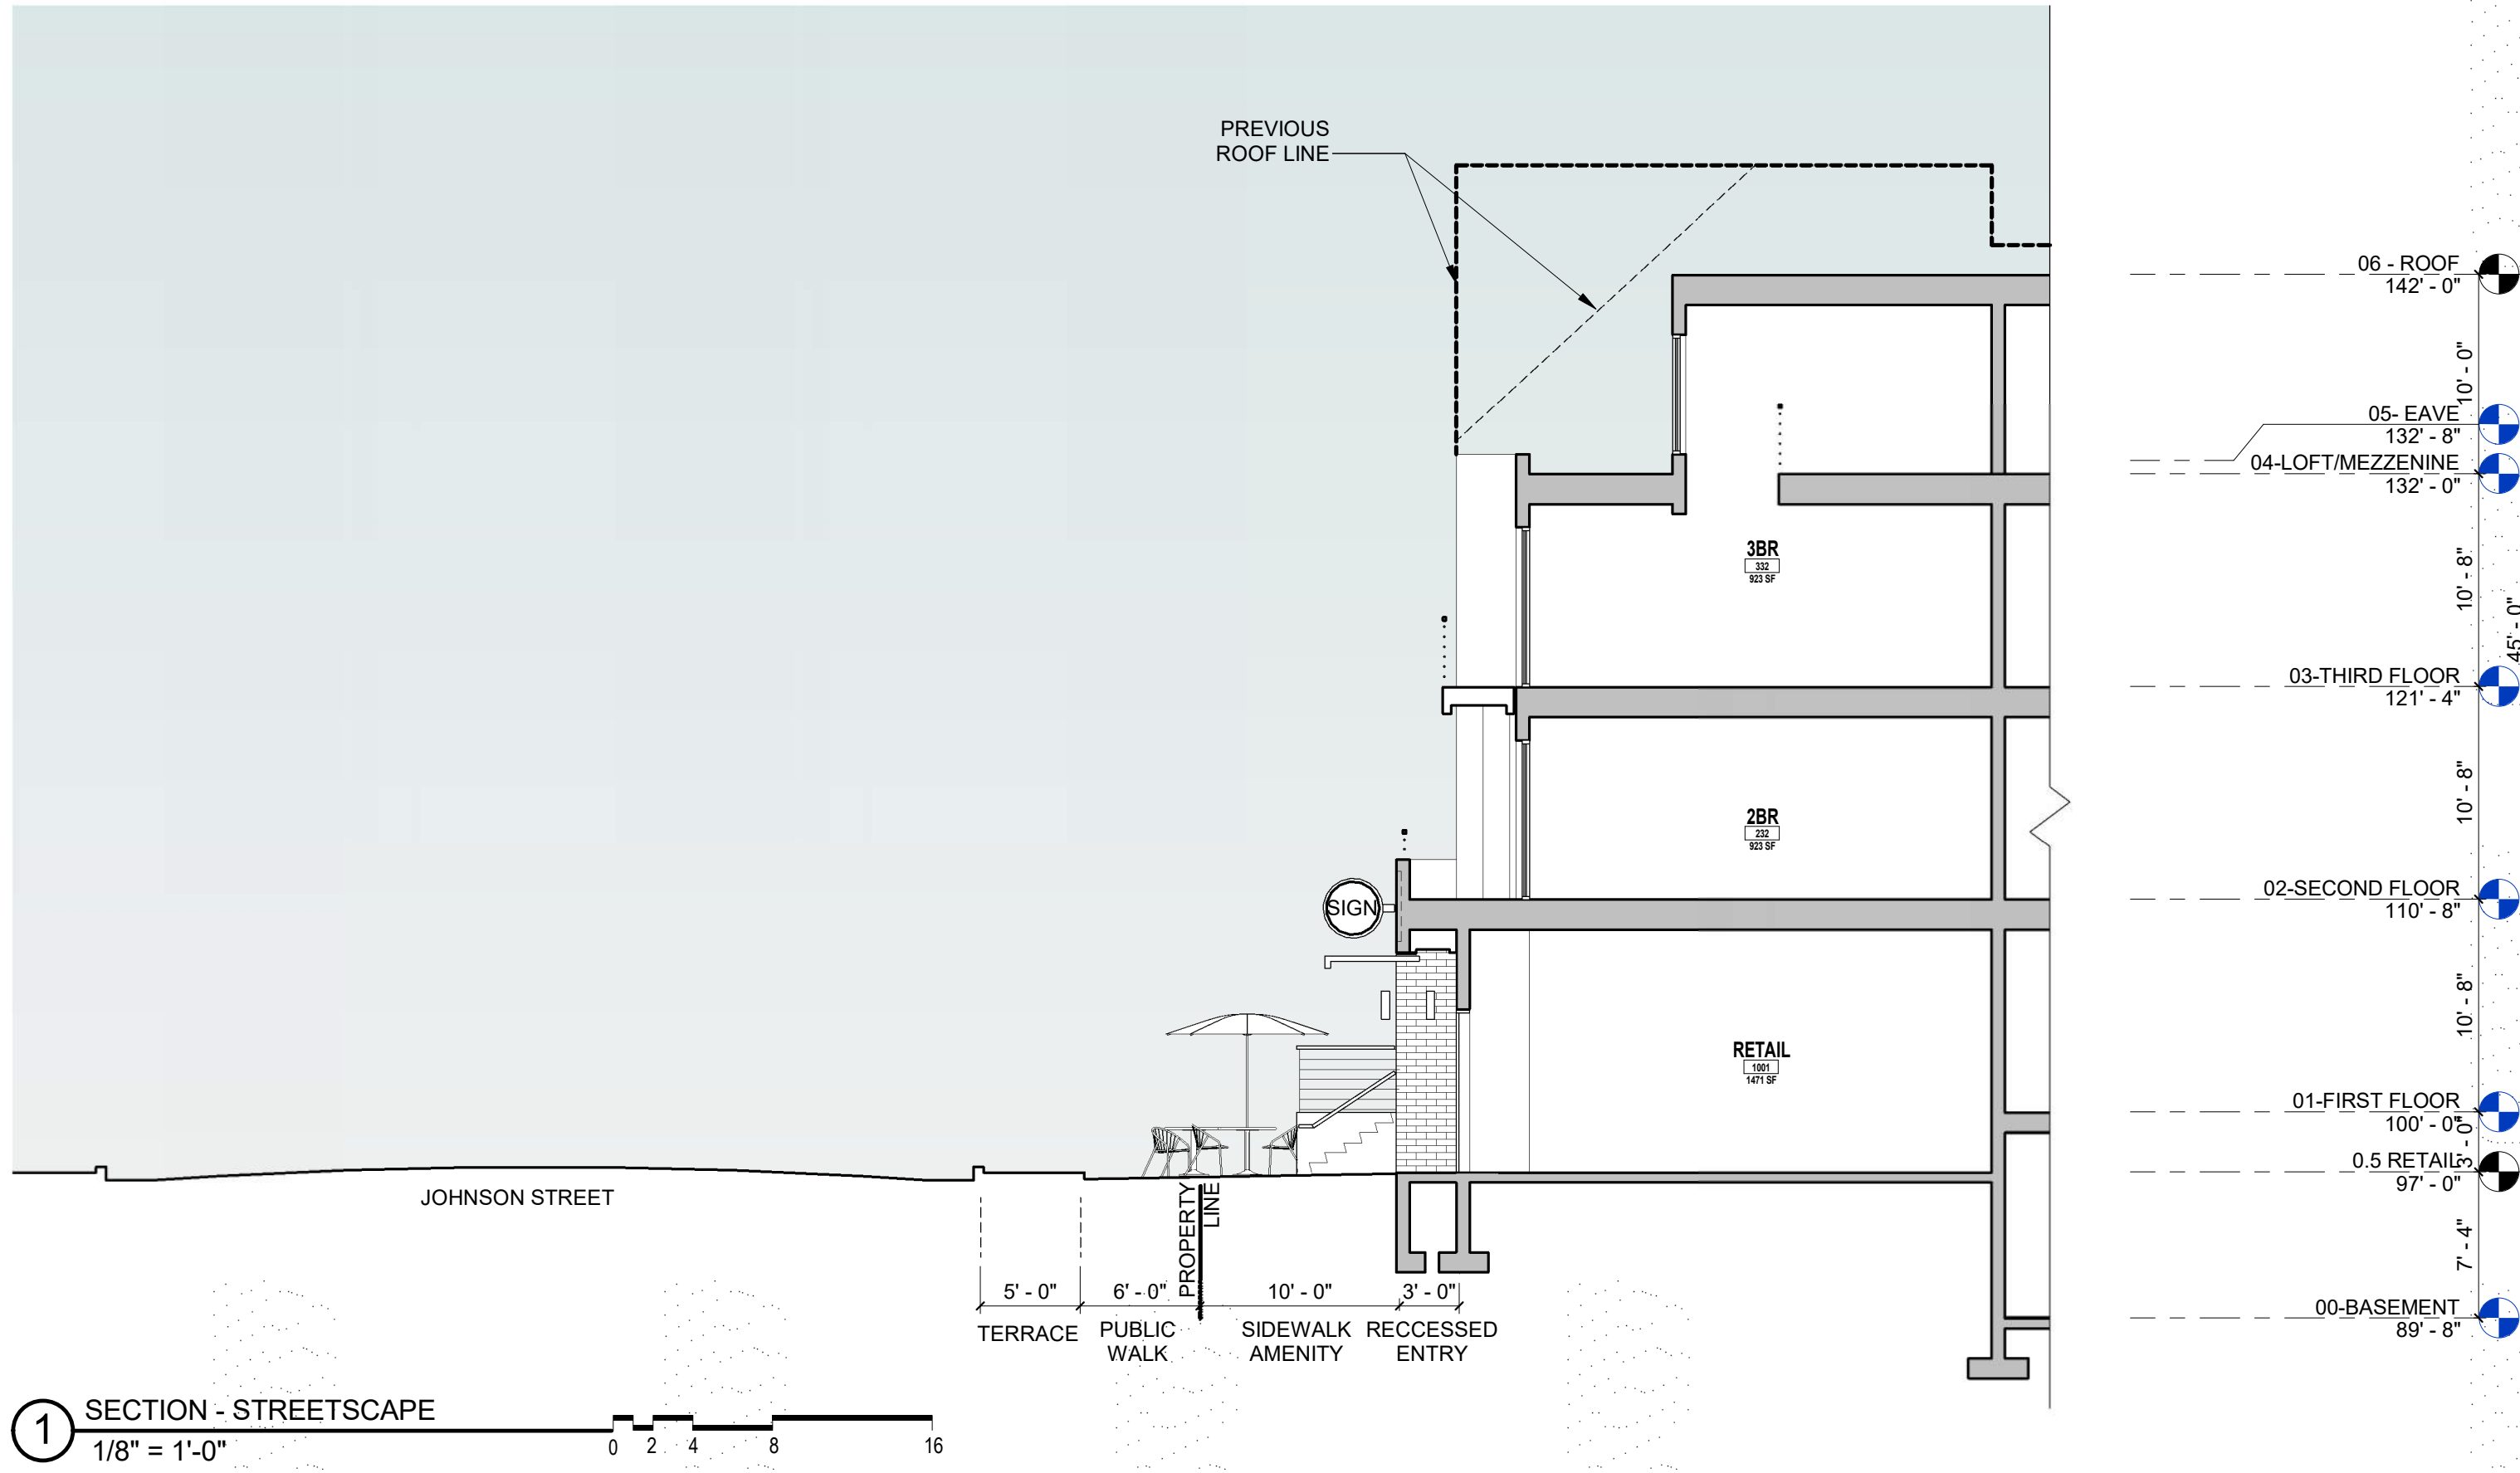 PREVIOUS
ROOF LINE
06 - ROOF
142' - 0"
10' - 0"
05- EAVE
132' - 8"
04-LOFT/MEZZENINE
132' - 0"
3BR
332
923 SF
10' - 8"
45' - 0"
03-THIRD FLOOR
121' - 4"
2BR
232
923 SF
10' - 8"
SIGN
02-SECOND FLOOR
110' - 8"
10' - 8"
RETAIL
1001
1471 SF
01-FIRST FLOOR
100' - 0"
3' - 0"
0.5 RETAIL
97' - 0"
JOHNSON STREET
PROPERTY
LINE
7' - 4"
5' - 0"
6' - 0"
10' - 0"
3' - 0"
TERRACE
PUBLIC
WALK
SIDEWALK
AMENITY
RECCESSED
ENTRY
00-BASEMENT
89' - 8"
1
SECTION - STREETSCAPE
1/8" = 1'-0"
0 2 4 8 16